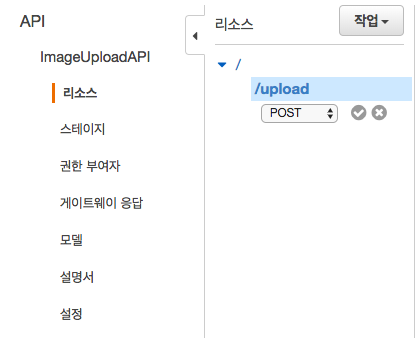 API
ImageUploadAPI
리소스
스테이지
권한 부여자
게이트웨이 응답
모델
설명서
설정
리소스
작업
/
/upload
POST